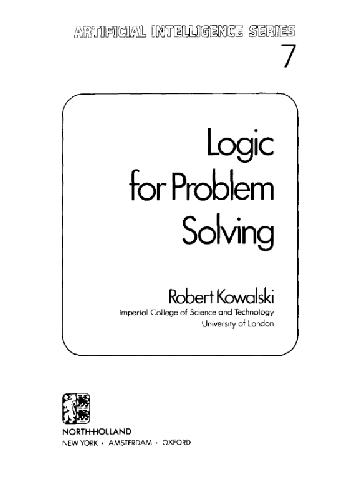 ARTIFICIAL INTELLIGENCE SERIES
7
Logic
for Problem
Solving
Robert Kowalski
Imperial College of Science and Technology
University of London
NORTH-HOLLAND
NEW YORK • AMSTERDAM • OXFORD